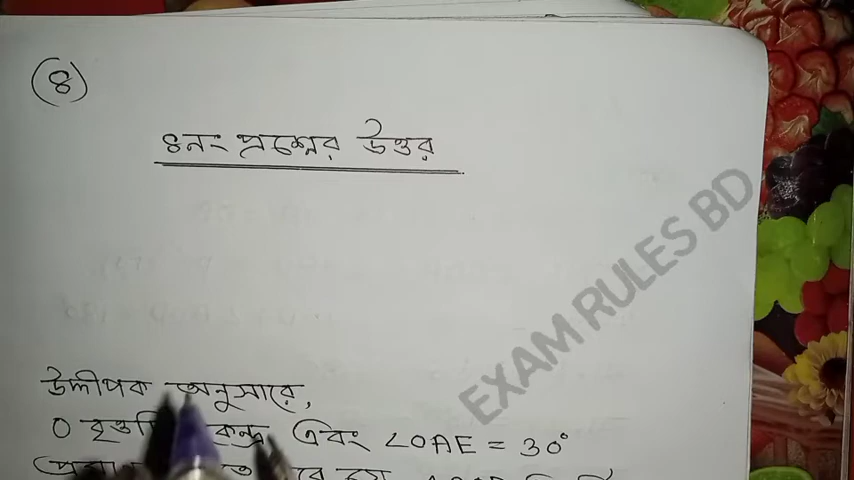 (৪)
৪নং প্রশ্নের উত্তর
EXAM RULES BD
উদ্দীপক অনুসারে,
O কেন্দ্র এবং ∠OAE = 30°